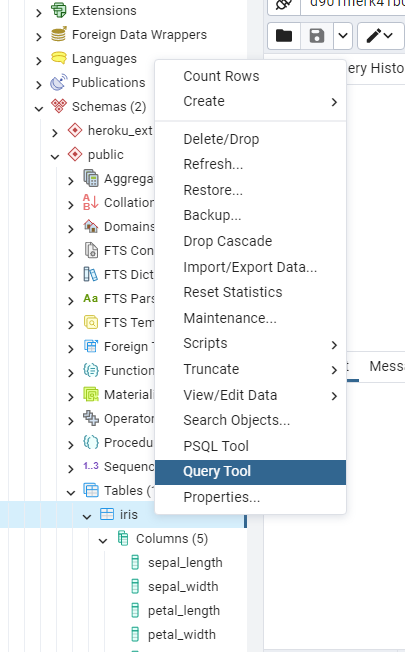 Extensions
Foreign Data Wrappers
Languages
Publications
Schemas (2)
heroku_ext
public
Aggrega
Collation
Domains
FTS Con
FTS Dict
FTS Pars
FTS Tem
Foreign T
Function
Materiali
Operator
Procedu
1..3 Sequenc
Tables (1
iris
Columns (5)
sepal_length
sepal_width
petal_length
petal_width
Count Rows
Create
Delete/Drop
Refresh...
Restore...
Backup...
Drop Cascade
Import/Export Data...
Reset Statistics
Maintenance...
Scripts
Truncate
View/Edit Data
Search Objects...
PSQL Tool
Query Tool
Properties...
ery Histo
Messa